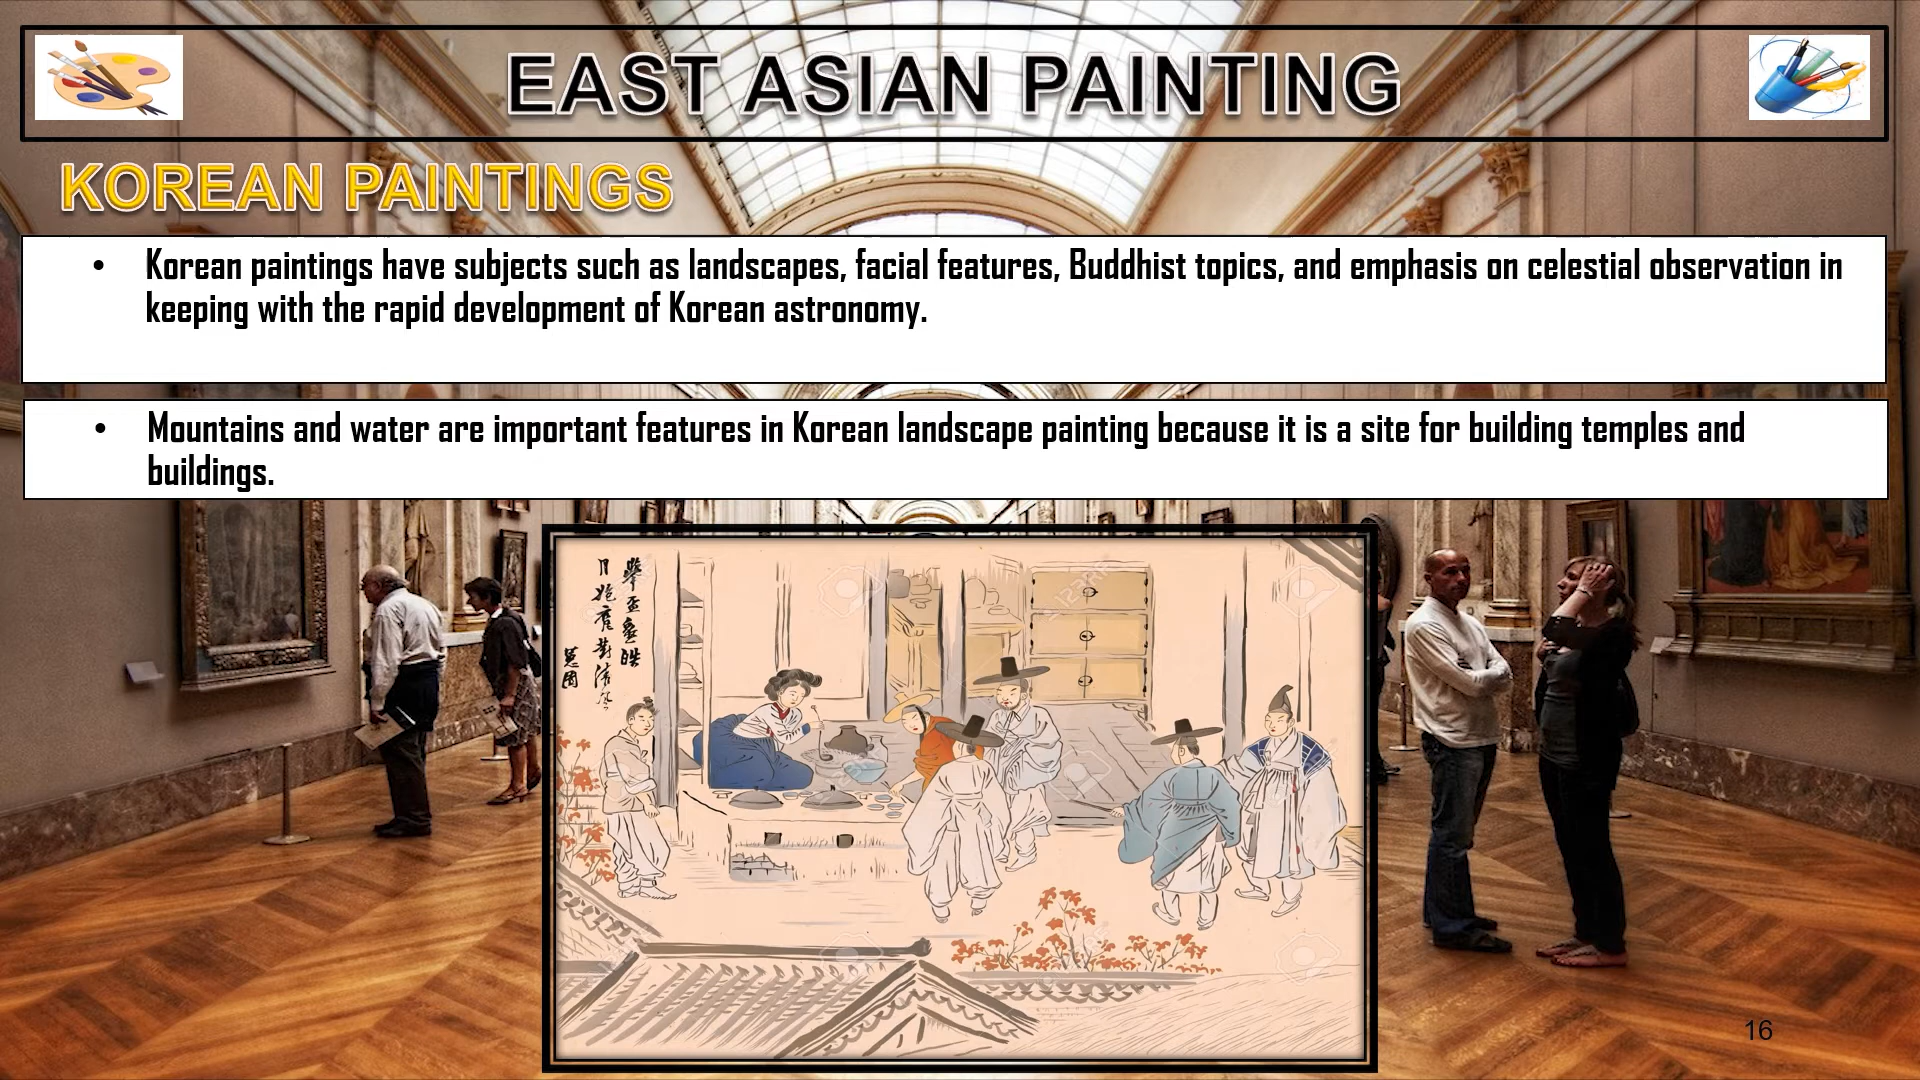 EAST ASIAN PAINTING
KOREAN PAINTINGS
• Korean paintings have subjects such as landscapes, facial features, Buddhist topics, and emphasis on celestial observation in
keeping with the rapid development of Korean astronomy.
• Mountains and water are important features in Korean landscape painting because it is a site for building temples and
buildings.
皓
月
16